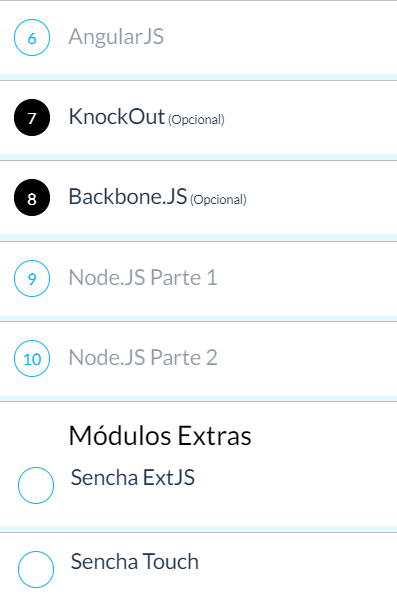 6 AngularJS
7 KnockOut (Opcional)
8 Backbone.JS (Opcional)
9 Node.JS Parte 1
10 Node.JS Parte 2
Módulos Extras
Sencha ExtJS
Sencha Touch